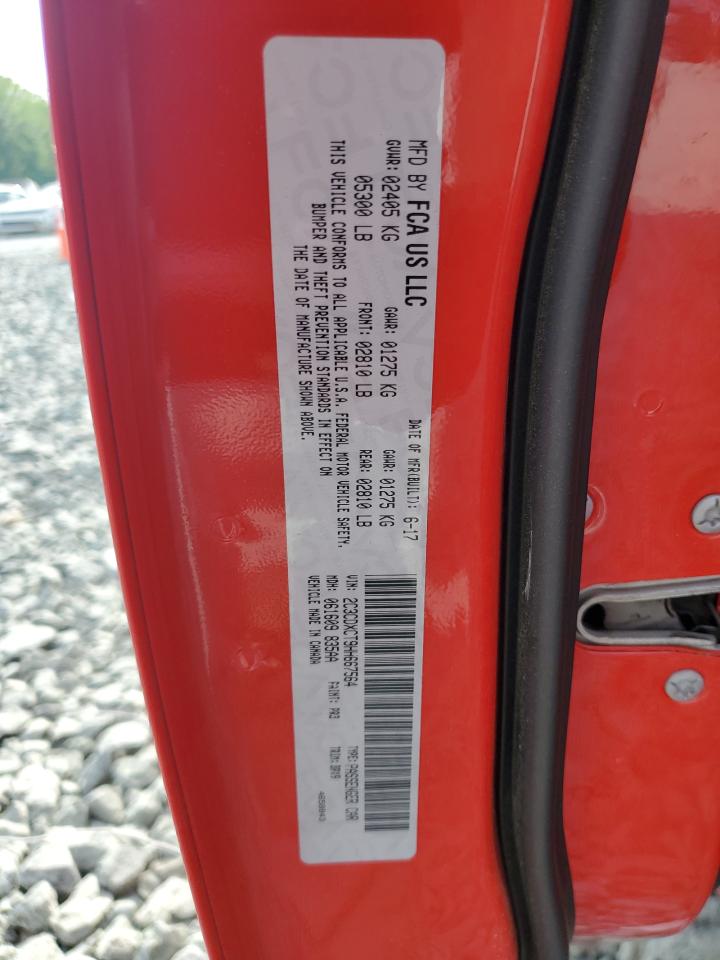 MFD BY FCA US LLC
DATE OF MFR(BUILT): 6-17
GVWR: 02405 KG
GAWR: 01275 KG
GAWR: 01275 KG
05300 LB
FRONT: 02810 LB
REAR: 02810 LB
THIS VEHICLE CONFORMS TO ALL APPLICABLE U.S.A. FEDERAL MOTOR VEHICLE SAFETY,
BUMPER AND THEFT PREVENTION STANDARDS IN EFFECT ON
THE DATE OF MANUFACTURE SHOWN ABOVE.
VIN: 2C3CDXCT9HH667564
TYPE: PASSENGER CAR
MDH: 061609 835AA
PAINT: PR3
TRIM:
VEHICLE MADE IN CANADA